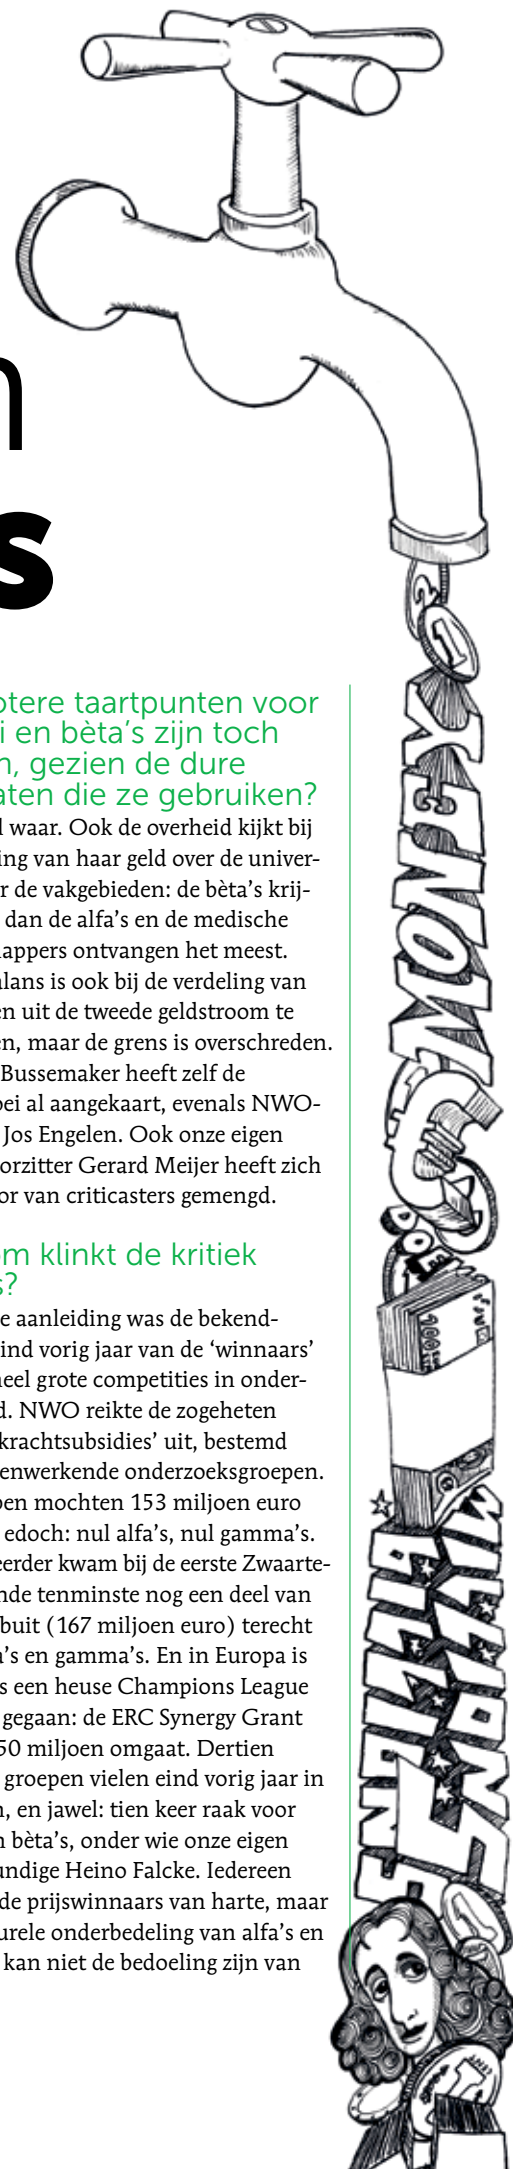 n
s
otere taartpunten voor
i en bèta’s zijn toch
n, gezien de dure
aten die ze gebruiken?
l waar. Ook de overheid kijkt bij
ing van haar geld over de univer-
r de vakgebieden: de bèta’s krij-
dan de alfa’s en de medische
appers ontvangen het meest.
alans is ook bij de verdeling van
en uit de tweede geldstroom te
en, maar de grens is overschreden.
Bussemaker heeft zelf de
oei al aangekaart, evenals NWO-
Jos Engelen. Ook onze eigen
orzitter Gerard Meijer heeft zich
or van criticasters gemengd.
om klinkt de kritiek
s?
e aanleiding was de bekend-
ind vorig jaar van de ‘winnaars’
heel grote competities in onder-
d. NWO reikte de zogeheten
krachtsubsidies’ uit, bestemd
enwerkende onderzoeksgroepen.
pen mochten 153 miljoen euro
edoch: nul alfa’s, nul gamma’s.
eerder kwam bij de eerste Zwaarte-
nde tenminste nog een deel van
buit (167 miljoen euro) terecht
a’s en gamma’s. En in Europa is
s een heuse Champions League
gegaan: de ERC Synergy Grant
50 miljoen omgaat. Dertien
groepen vielen eind vorig jaar in
n, en jawel: tien keer raak voor
n bèta’s, onder wie onze eigen
undige Heino Falcke. Iedereen
de prijswinnaars van harte, maar
urele onderbedeling van alfa’s en
kan niet de bedoeling zijn van
2
1
MONEY
€
100
1